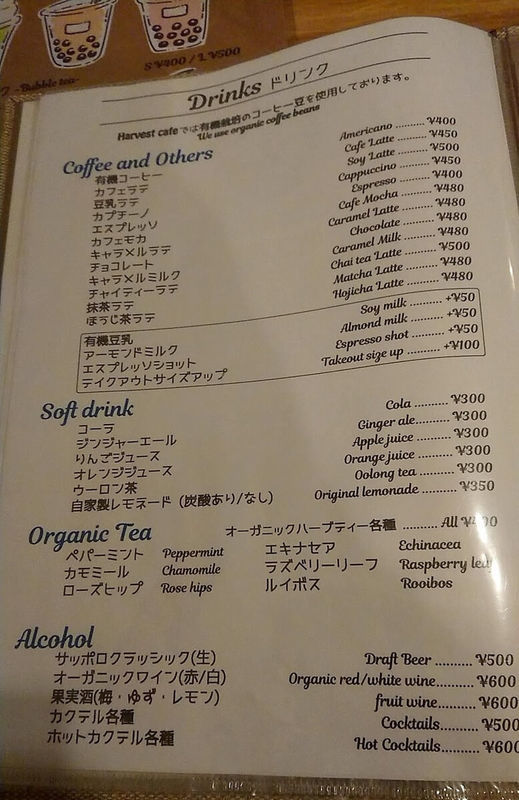 ク -Bubble tea-
S ¥400 / L ¥500
Drinks ドリンク
Harvest cafe では有機栽培のコーヒー豆を使用しております。
We use organic coffee beans
Coffee and Others
有機コーヒー Americano .......... ¥400
カフェラテ Cafe Latte .......... ¥450
豆乳ラテ Soy Latte .......... ¥500
カプチーノ Cappuccino .......... ¥450
エスプレッソ Espresso .......... ¥400
カフェモカ Cafe Mocha .......... ¥480
キャラメルラテ Caramel Latte .......... ¥480
チョコレート Chocolate .......... ¥480
キャラメルミルク Caramel Milk .......... ¥480
チャイティーラテ Chai tea Latte .......... ¥500
抹茶ラテ Matcha Latte .......... ¥480
ほうじ茶ラテ Hojicha Latte .......... ¥480
有機豆乳 Soy milk .......... +¥50
アーモンドミルク Almond milk .......... +¥50
エスプレッソショット Espresso shot .......... +¥50
テイクアウトサイズアップ Takeout size up .......... +¥100
Soft drink
コーラ Cola .......... ¥300
ジンジャーエール Ginger ale.......... ¥300
りんごジュース Apple juice .......... ¥300
オレンジジュース Orange juice .......... ¥300
ウーロン茶 Oolong tea .......... ¥300
自家製レモネード (炭酸あり/なし) Original lemonade .......... ¥350
Organic Tea オーガニックハーブティー各種 .......... All
ペパーミント Peppermint エキナセア Echinacea
カモミール Chamomile ラズベリーリーフ Raspberry
ローズヒップ Rose hips ルイボス Rooibos
Alcohol
サッポロクラッシック(生) Draft Beer .......... ¥500
オーガニックワイン(赤/白) Organic red/white wine.......... ¥600
果実酒(梅・ゆず・レモン) fruit wine.......... ¥600
カクテル各種 Cocktails.......... ¥500
ホットカクテル各種 Hot Cocktails.......... ¥600